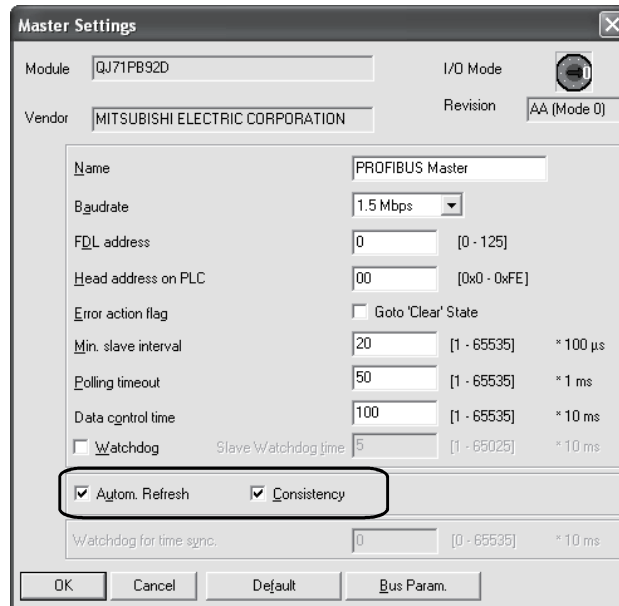 Master Settings
Module QJ71PB92D I/O Mode 0
Revision AA (Mode 0)
Vendor MITSUBISHI ELECTRIC CORPORATION
Name PROFIBUS Master
Baudrate 1.5 Mbps
FDL address 0 [0 - 125]
Head address on PLC 00 [0x0 - 0xFE]
Error action flag Goto 'Clear' State
Min. slave interval 20 [1 - 65535] * 100 µs
Polling timeout 50 [1 - 65535] * 1 ms
Data control time 100 [1 - 65535] * 10 ms
Watchdog Slave Watchdog time 5 [1 - 65025] * 10 ms
Autom. Refresh Consistency
Watchdog for time sync. 0 [0 - 65535] * 10 ms
OK Cancel Default Bus Param.